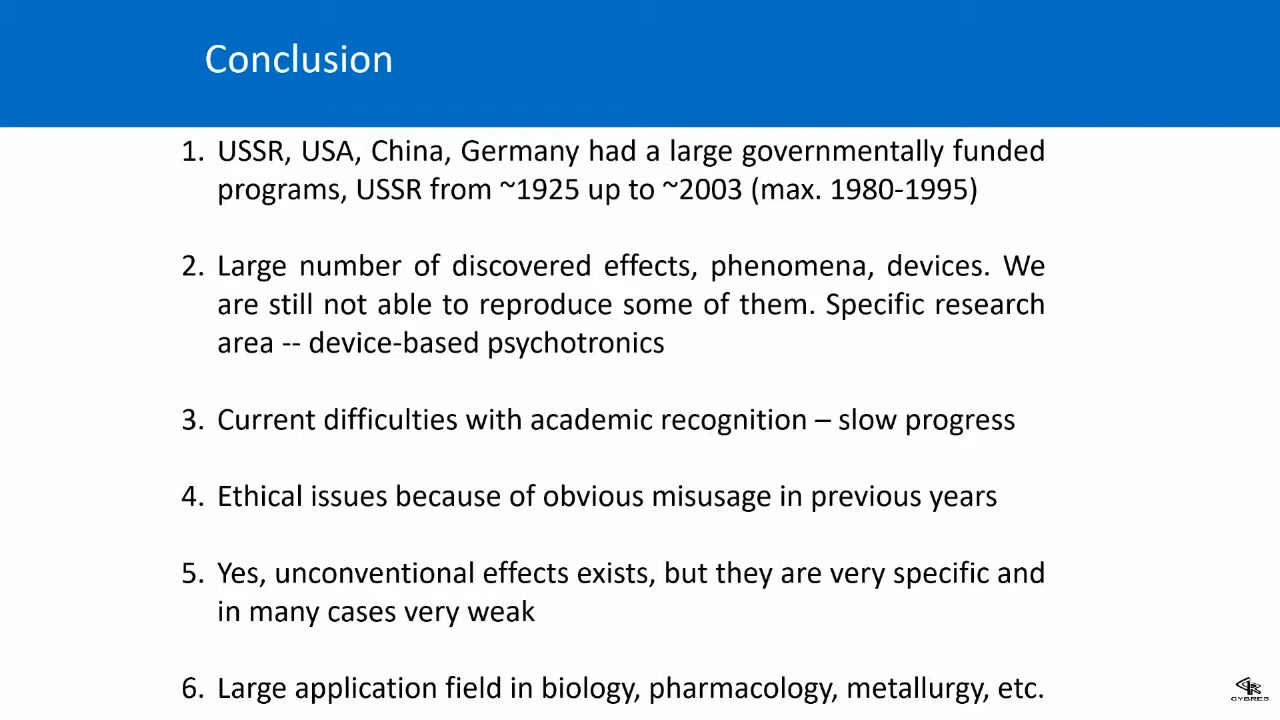 Conclusion
1. USSR, USA, China, Germany had a large governmentally funded
programs, USSR from ~1925 up to ~2003 (max. 1980-1995)
2. Large number of discovered effects, phenomena, devices. We
are still not able to reproduce some of them. Specific research
area -- device-based psychotronics
3. Current difficulties with academic recognition – slow progress
4. Ethical issues because of obvious misusage in previous years
5. Yes, unconventional effects exists, but they are very specific and
in many cases very weak
6. Large application field in biology, pharmacology, metallurgy, etc.
CYBRES